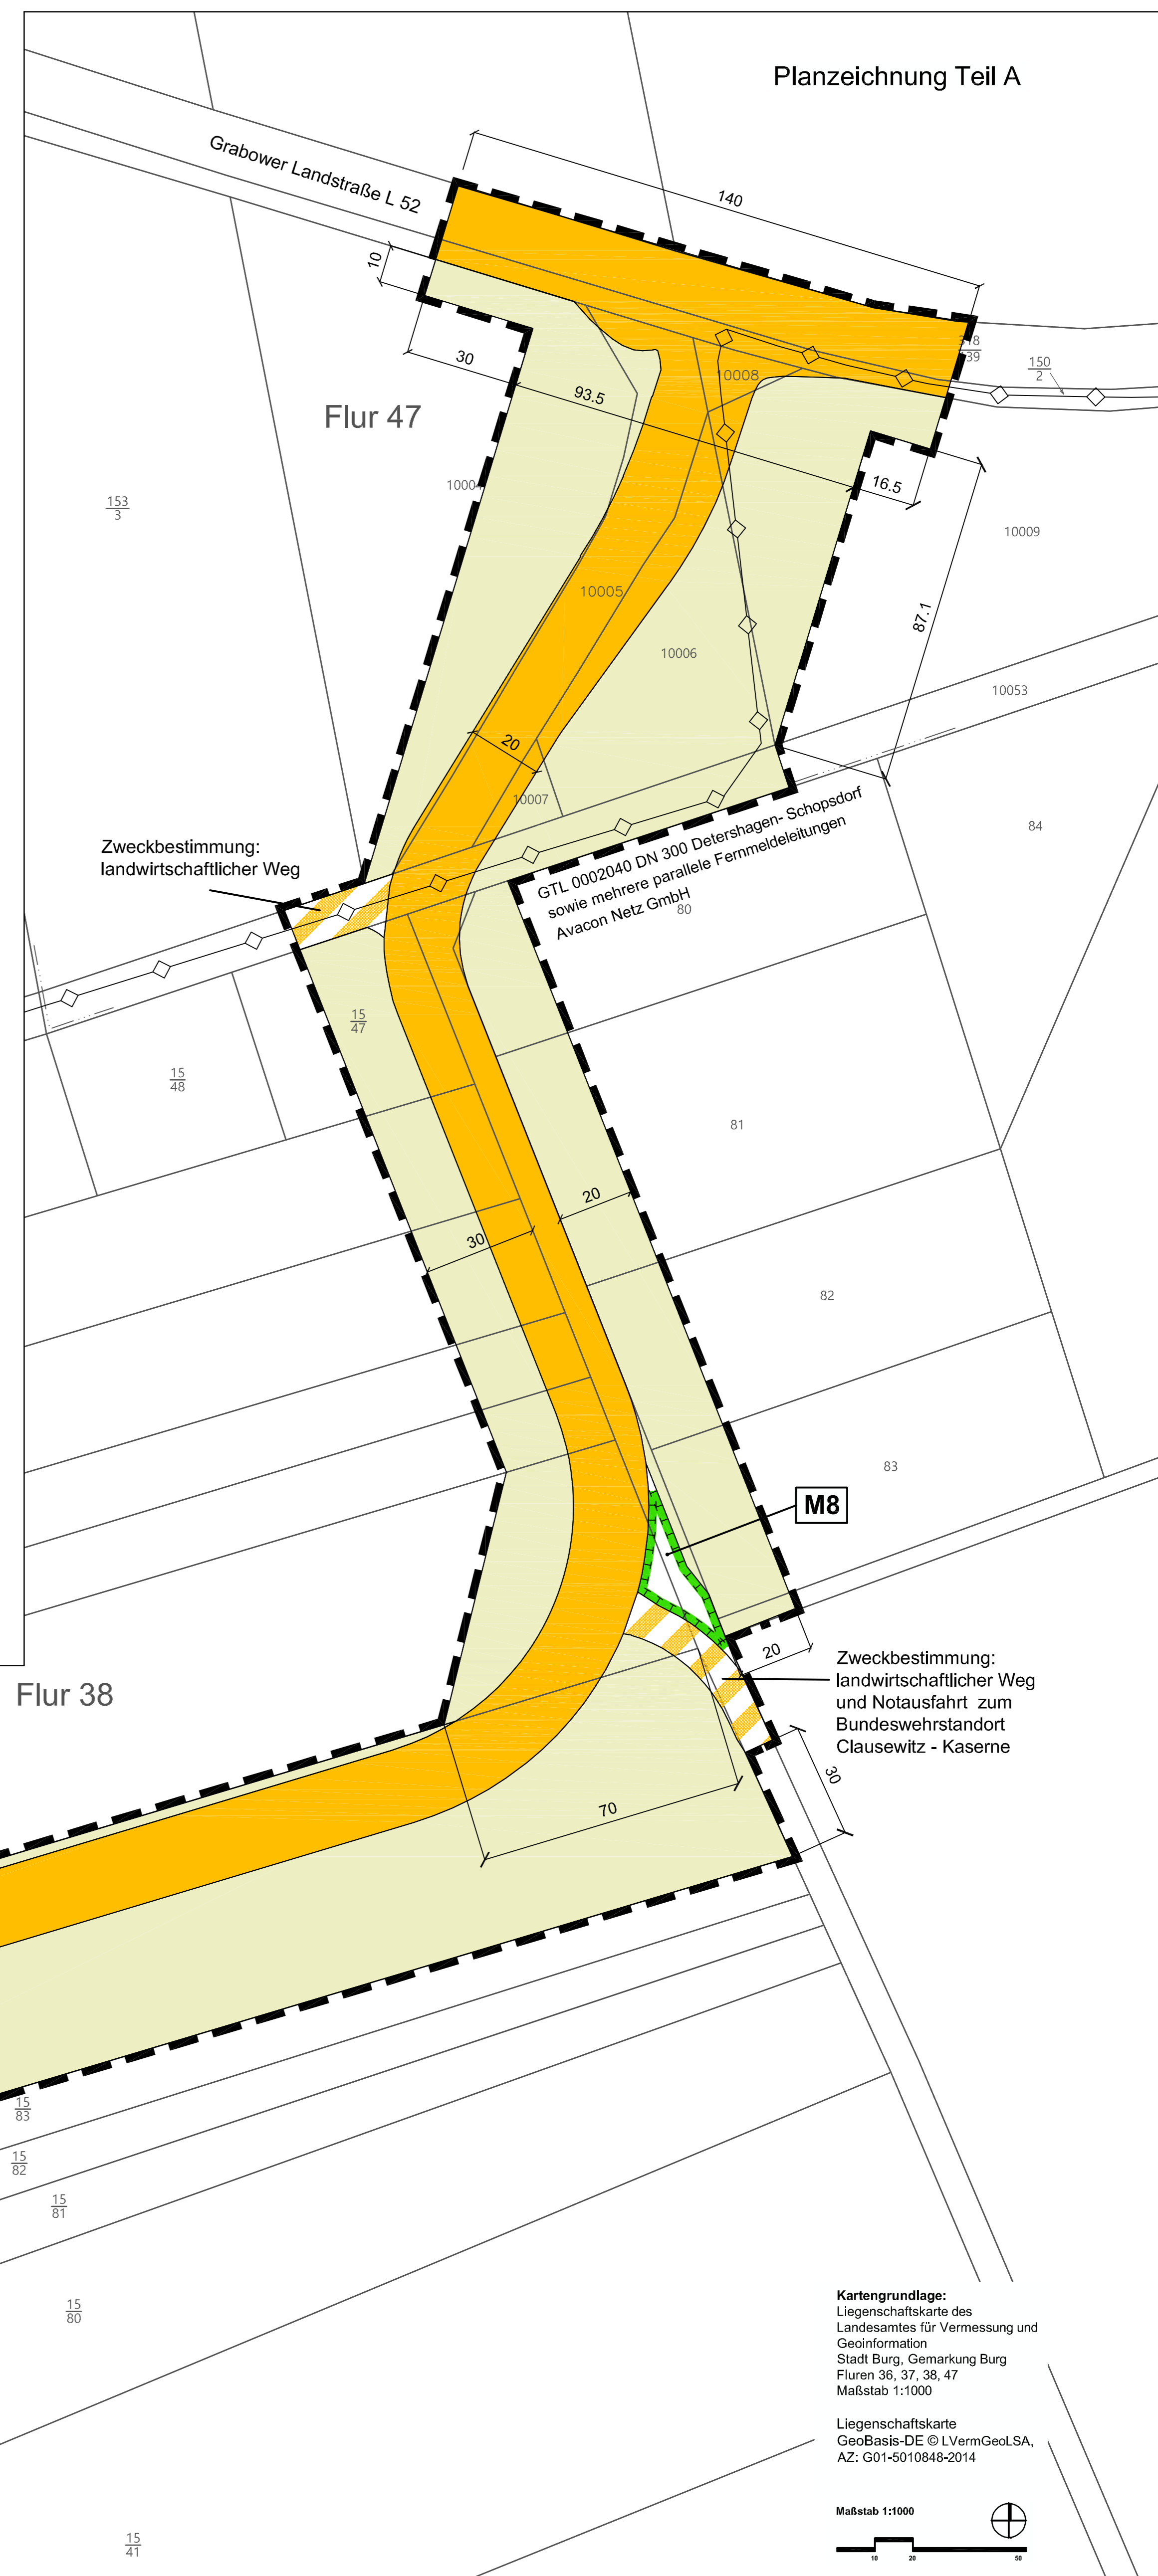 Planzeichnung Teil A
Grabower Landstraße L 52
140
10
30
93.5
16.5
87.1
Flur 47
10008
150
2
10009
153
3
10005
10006
10053
20
10007
84
Zweckbestimmung:
landwirtschaftlicher Weg
GTL 0002040 DN 300 Detershagen- Schopsdorf
sowie mehrere parallele Fernmeldeleitungen
Avacon Netz GmbH
80
15
47
15
48
81
20
30
82
83
M8
20
Zweckbestimmung:
landwirtschaftlicher Weg
und Notausfahrt zum
Bundeswehrstandort
Clausewitz - Kaserne
Flur 38
30
70
15
83
15
82
15
81
15
80
15
41
Kartengrundlage:
Liegenschaftskarte des
Landesamtes für Vermessung und
Geoinformation
Stadt Burg, Gemarkung Burg
Fluren 36, 37, 38, 47
Maßstab 1:1000
Liegenschaftskarte
GeoBasis-DE © LVermGeoLSA,
AZ: G01-5010848-2014
Maßstab 1:1000
10 20 50